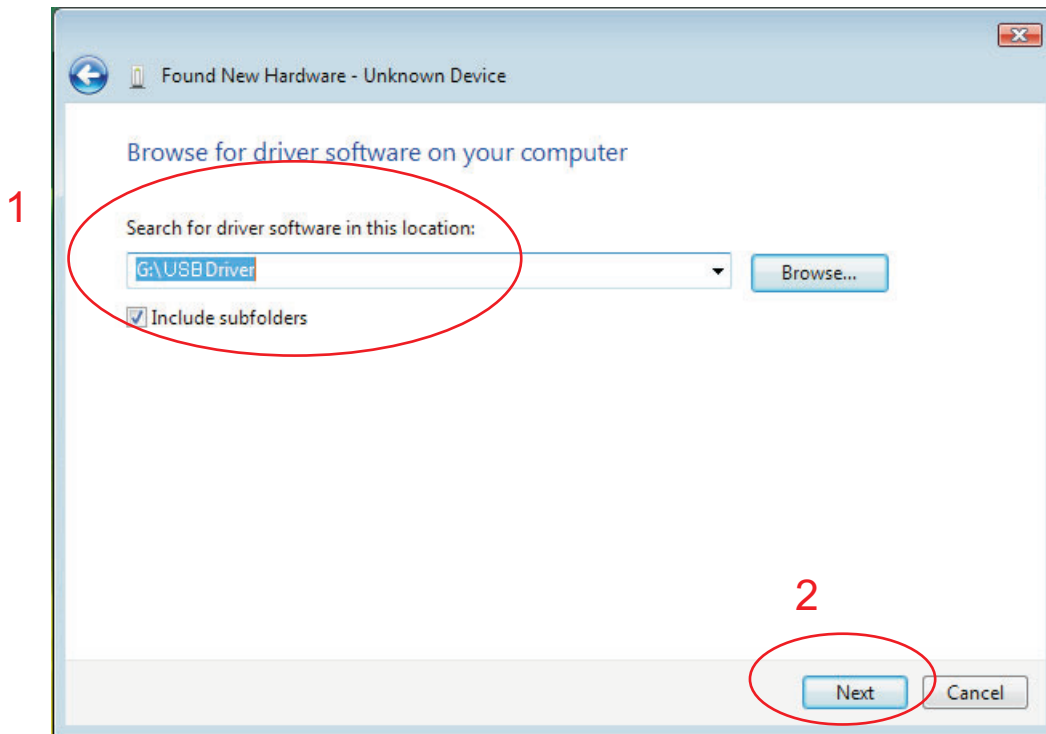 Found New Hardware - Unknown Device
Browse for driver software on your computer
1
Search for driver software in this location:
G:\USB Driver
Browse...
Include subfolders
2
Next
Cancel